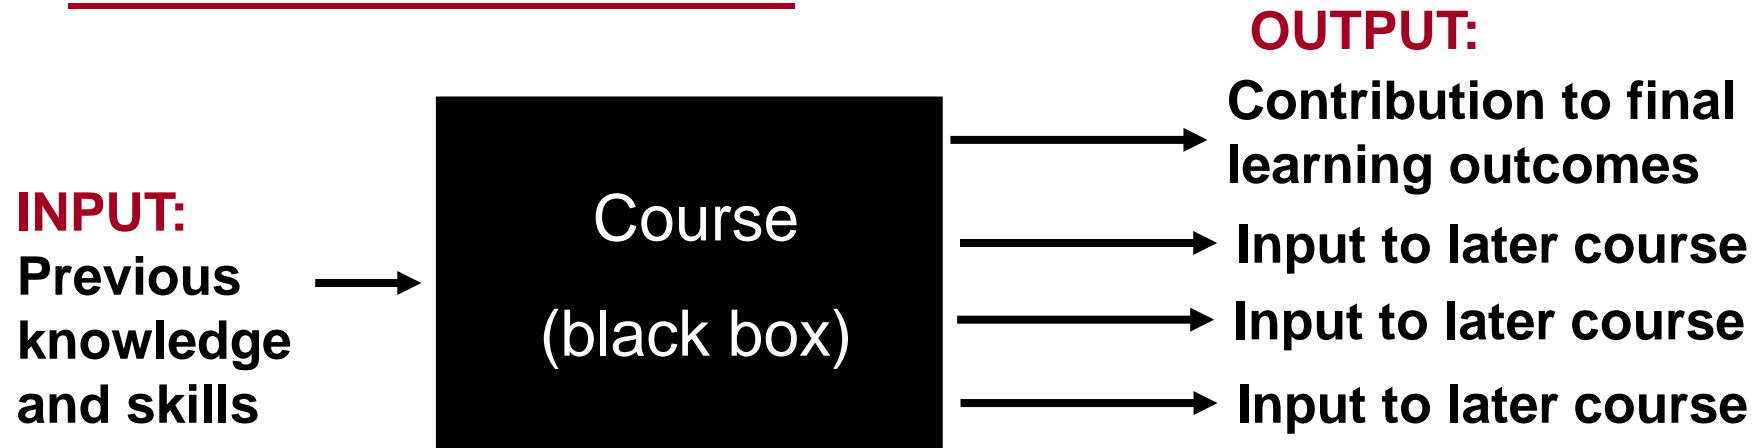 INPUT:
Previous
knowledge
and skills
Course
(black box)
OUTPUT:
Contribution to final
learning outcomes
Input to later course
Input to later course
Input to later course